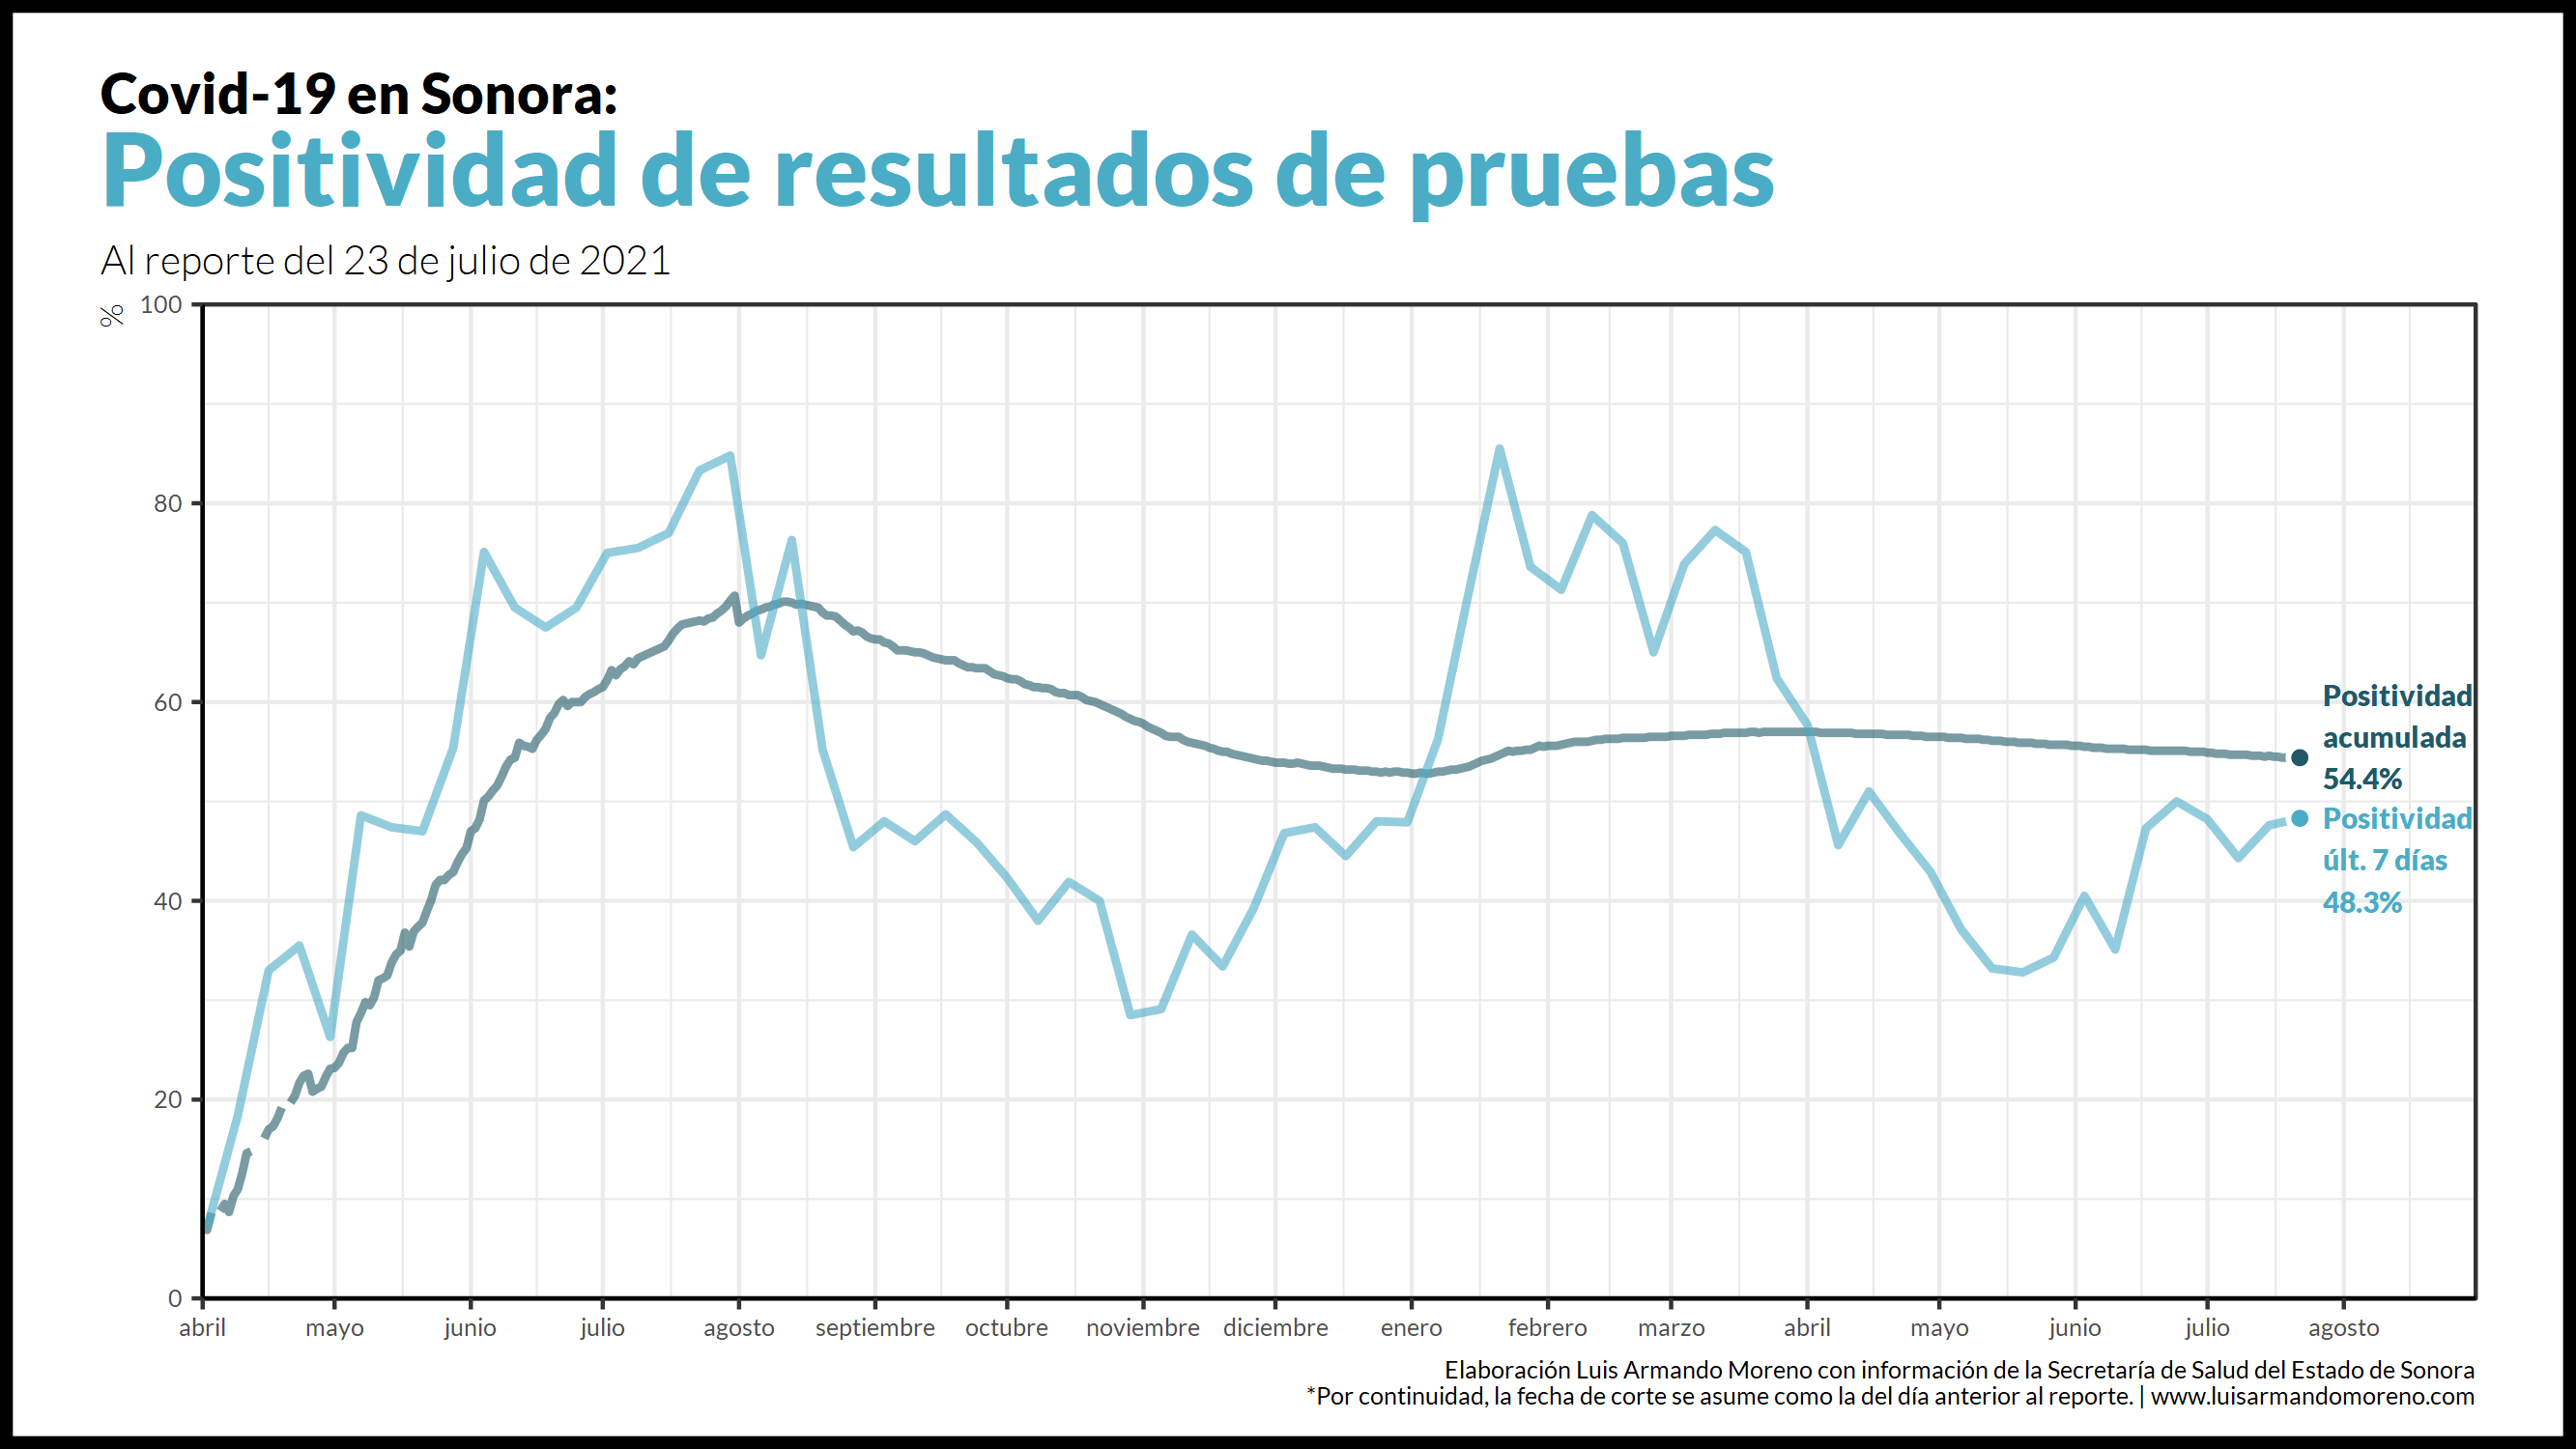 Covid-19 en Sonora:
Positividad de resultados de pruebas
Al reporte del 23 de julio de 2021
%
100
80
60
40
20
0
Positividad
acumulada
54.4%
Positividad
últ. 7 días
48.3%
abril mayo junio julio agosto septiembre octubre noviembre diciembre enero febrero marzo abril mayo junio julio agosto
Elaboración Luis Armando Moreno con información de la Secretaría de Salud del Estado de Sonora
*Por continuidad, la fecha de corte se asume como la del día anterior al reporte. | www.luisarmandomoreno.com